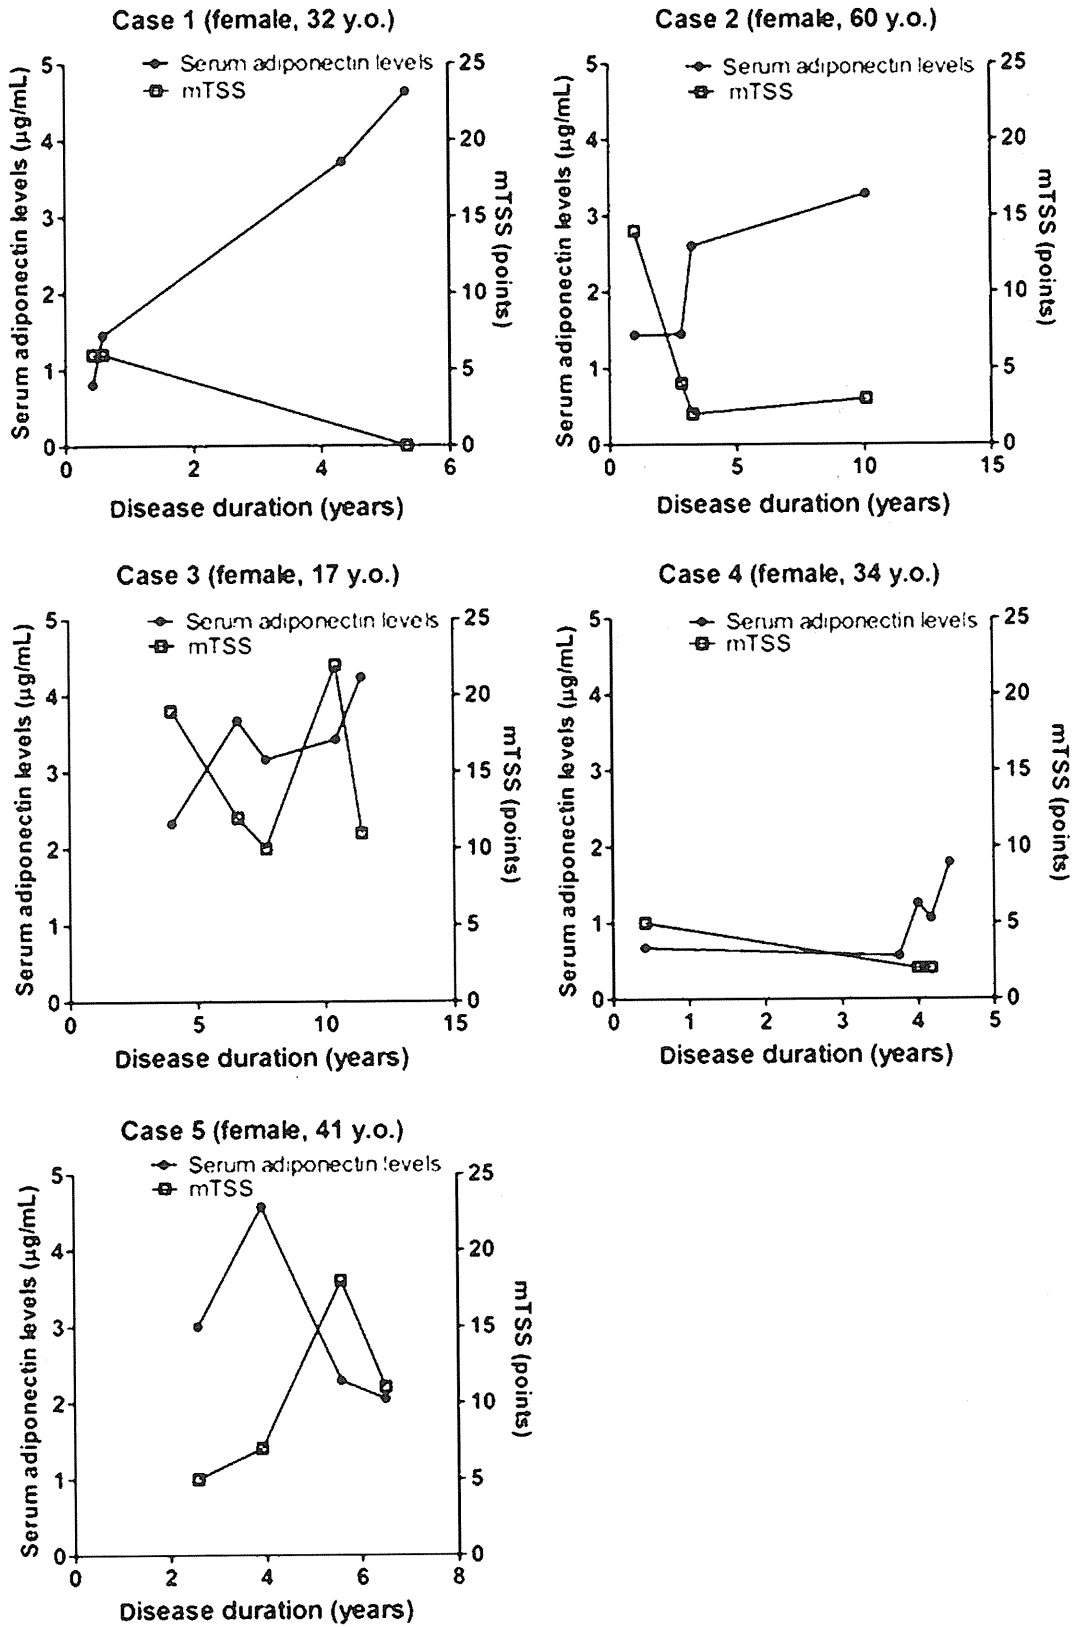 Case 1 (female, 32 y.o.)
Serum adiponectin levels
mTSS
Serum adiponectin levels (µg/mL)
5
4
3
2
1
0
25
20
15
10
5
0
mTSS (points)
0 2 4 6
Disease duration (years)
Case 2 (female, 60 y.o.)
Serum adiponectin levels
mTSS
Serum adiponectin levels (µg/mL)
5
4
3
2
1
0
25
20
15
10
5
0
mTSS (points)
0 5 10 15
Disease duration (years)
Case 3 (female, 17 y.o.)
Serum adiponectin levels
mTSS
Serum adiponectin levels (µg/mL)
5
4
3
2
1
0
25
20
15
10
5
0
mTSS (points)
0 5 10 15
Disease duration (years)
Case 4 (female, 34 y.o.)
Serum adiponectin levels
mTSS
Serum adiponectin levels (µg/mL)
5
4
3
2
1
0
25
20
15
10
5
0
mTSS (points)
0 1 2 3 4 5
Disease duration (years)
Case 5 (female, 41 y.o.)
Serum adiponectin levels
mTSS
Serum adiponectin levels (µg/mL)
5
4
3
2
1
0
25
20
15
10
5
0
mTSS (points)
0 2 4 6 8
Disease duration (years)